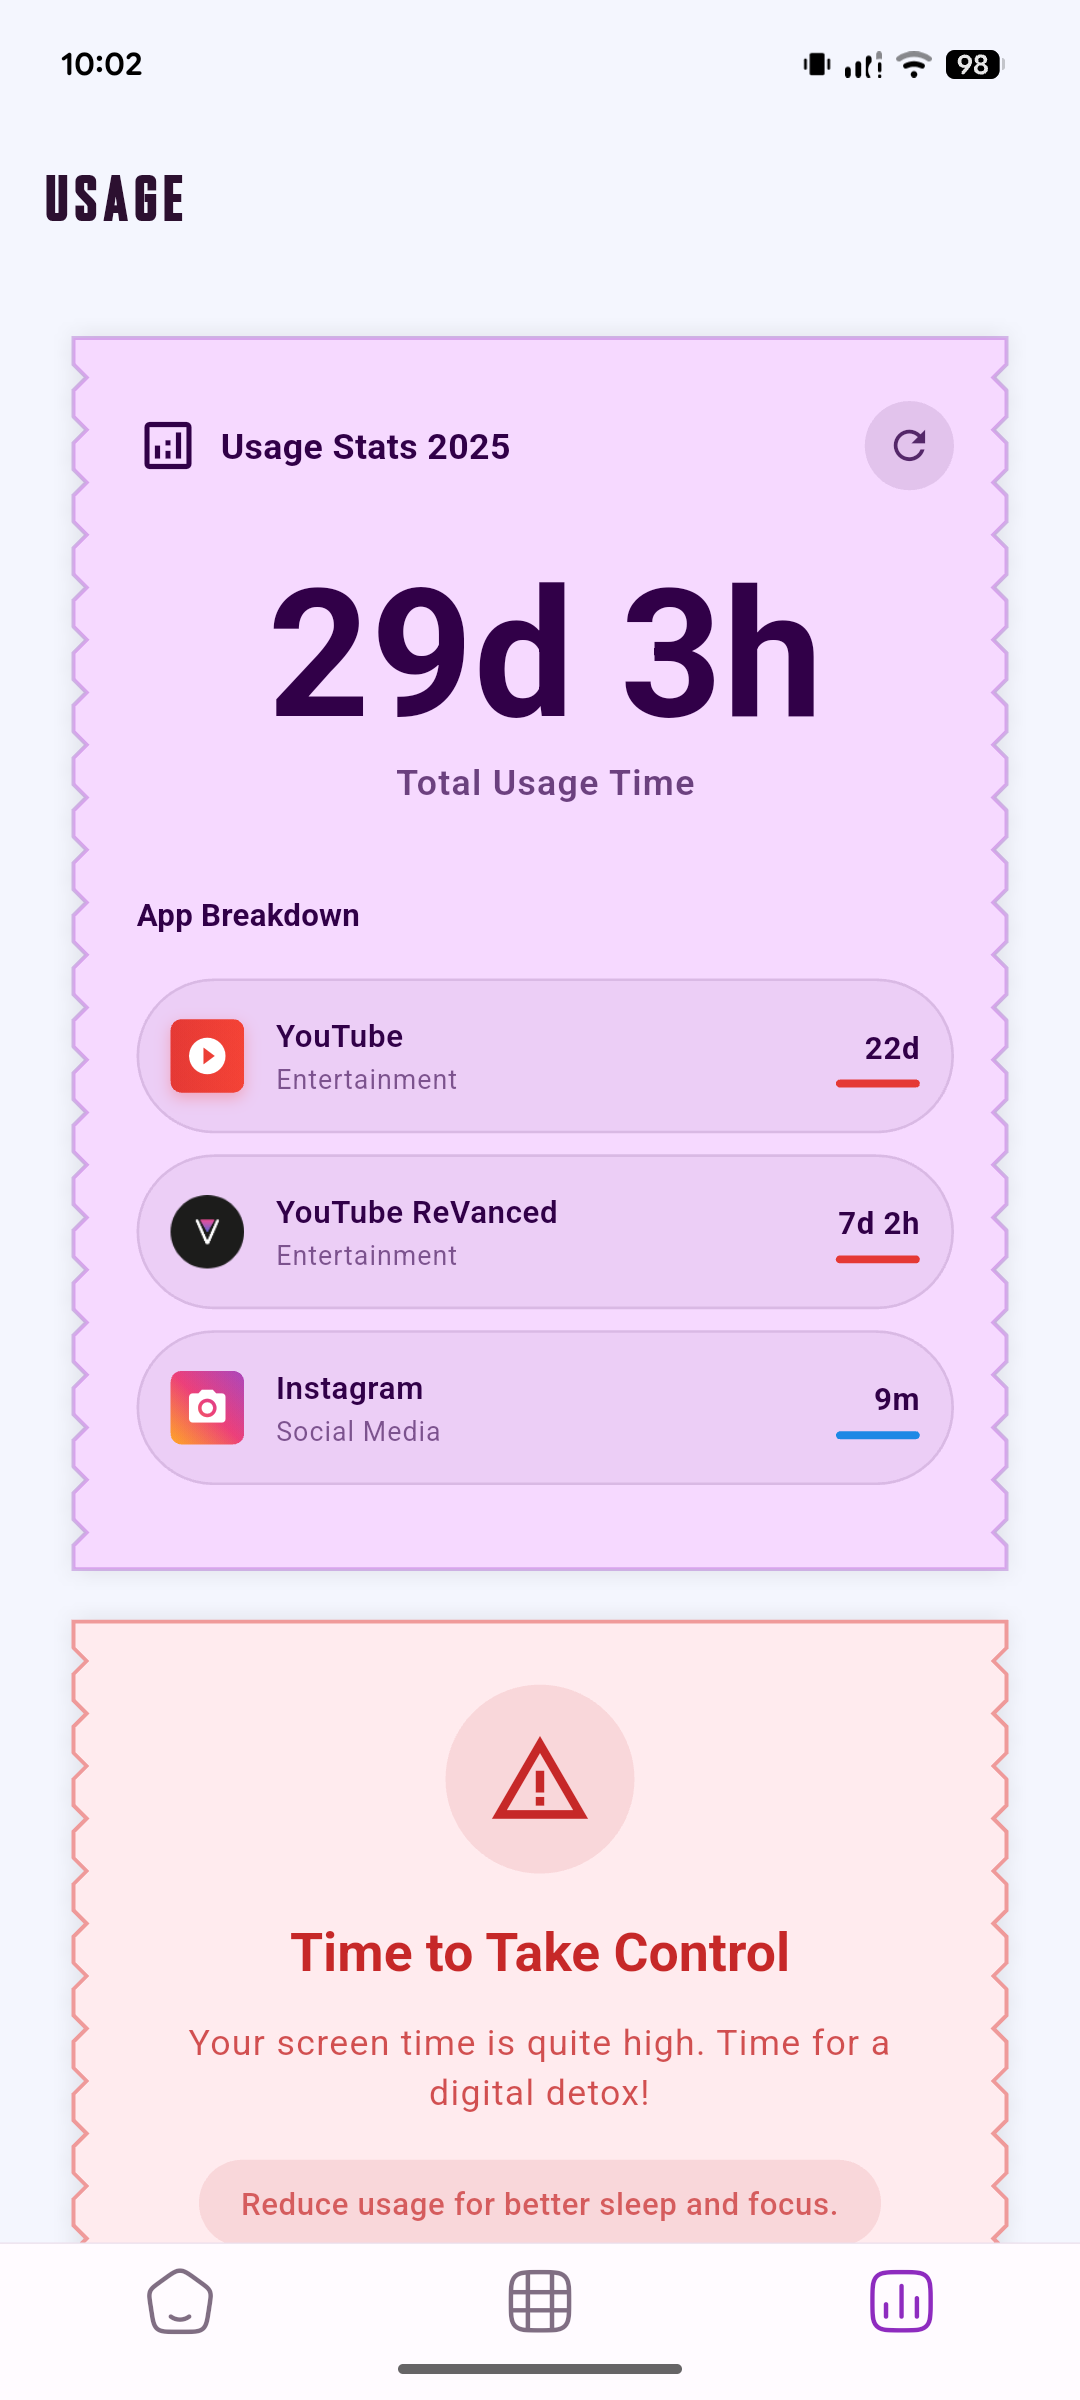 10:02
98
USAGE
Usage Stats 2025
29d 3h
Total Usage Time
App Breakdown
YouTube
Entertainment
22d
YouTube ReVanced
Entertainment
7d 2h
Instagram
Social Media
9m
Time to Take Control
Your screen time is quite high. Time for a
digital detox!
Reduce usage for better sleep and focus.